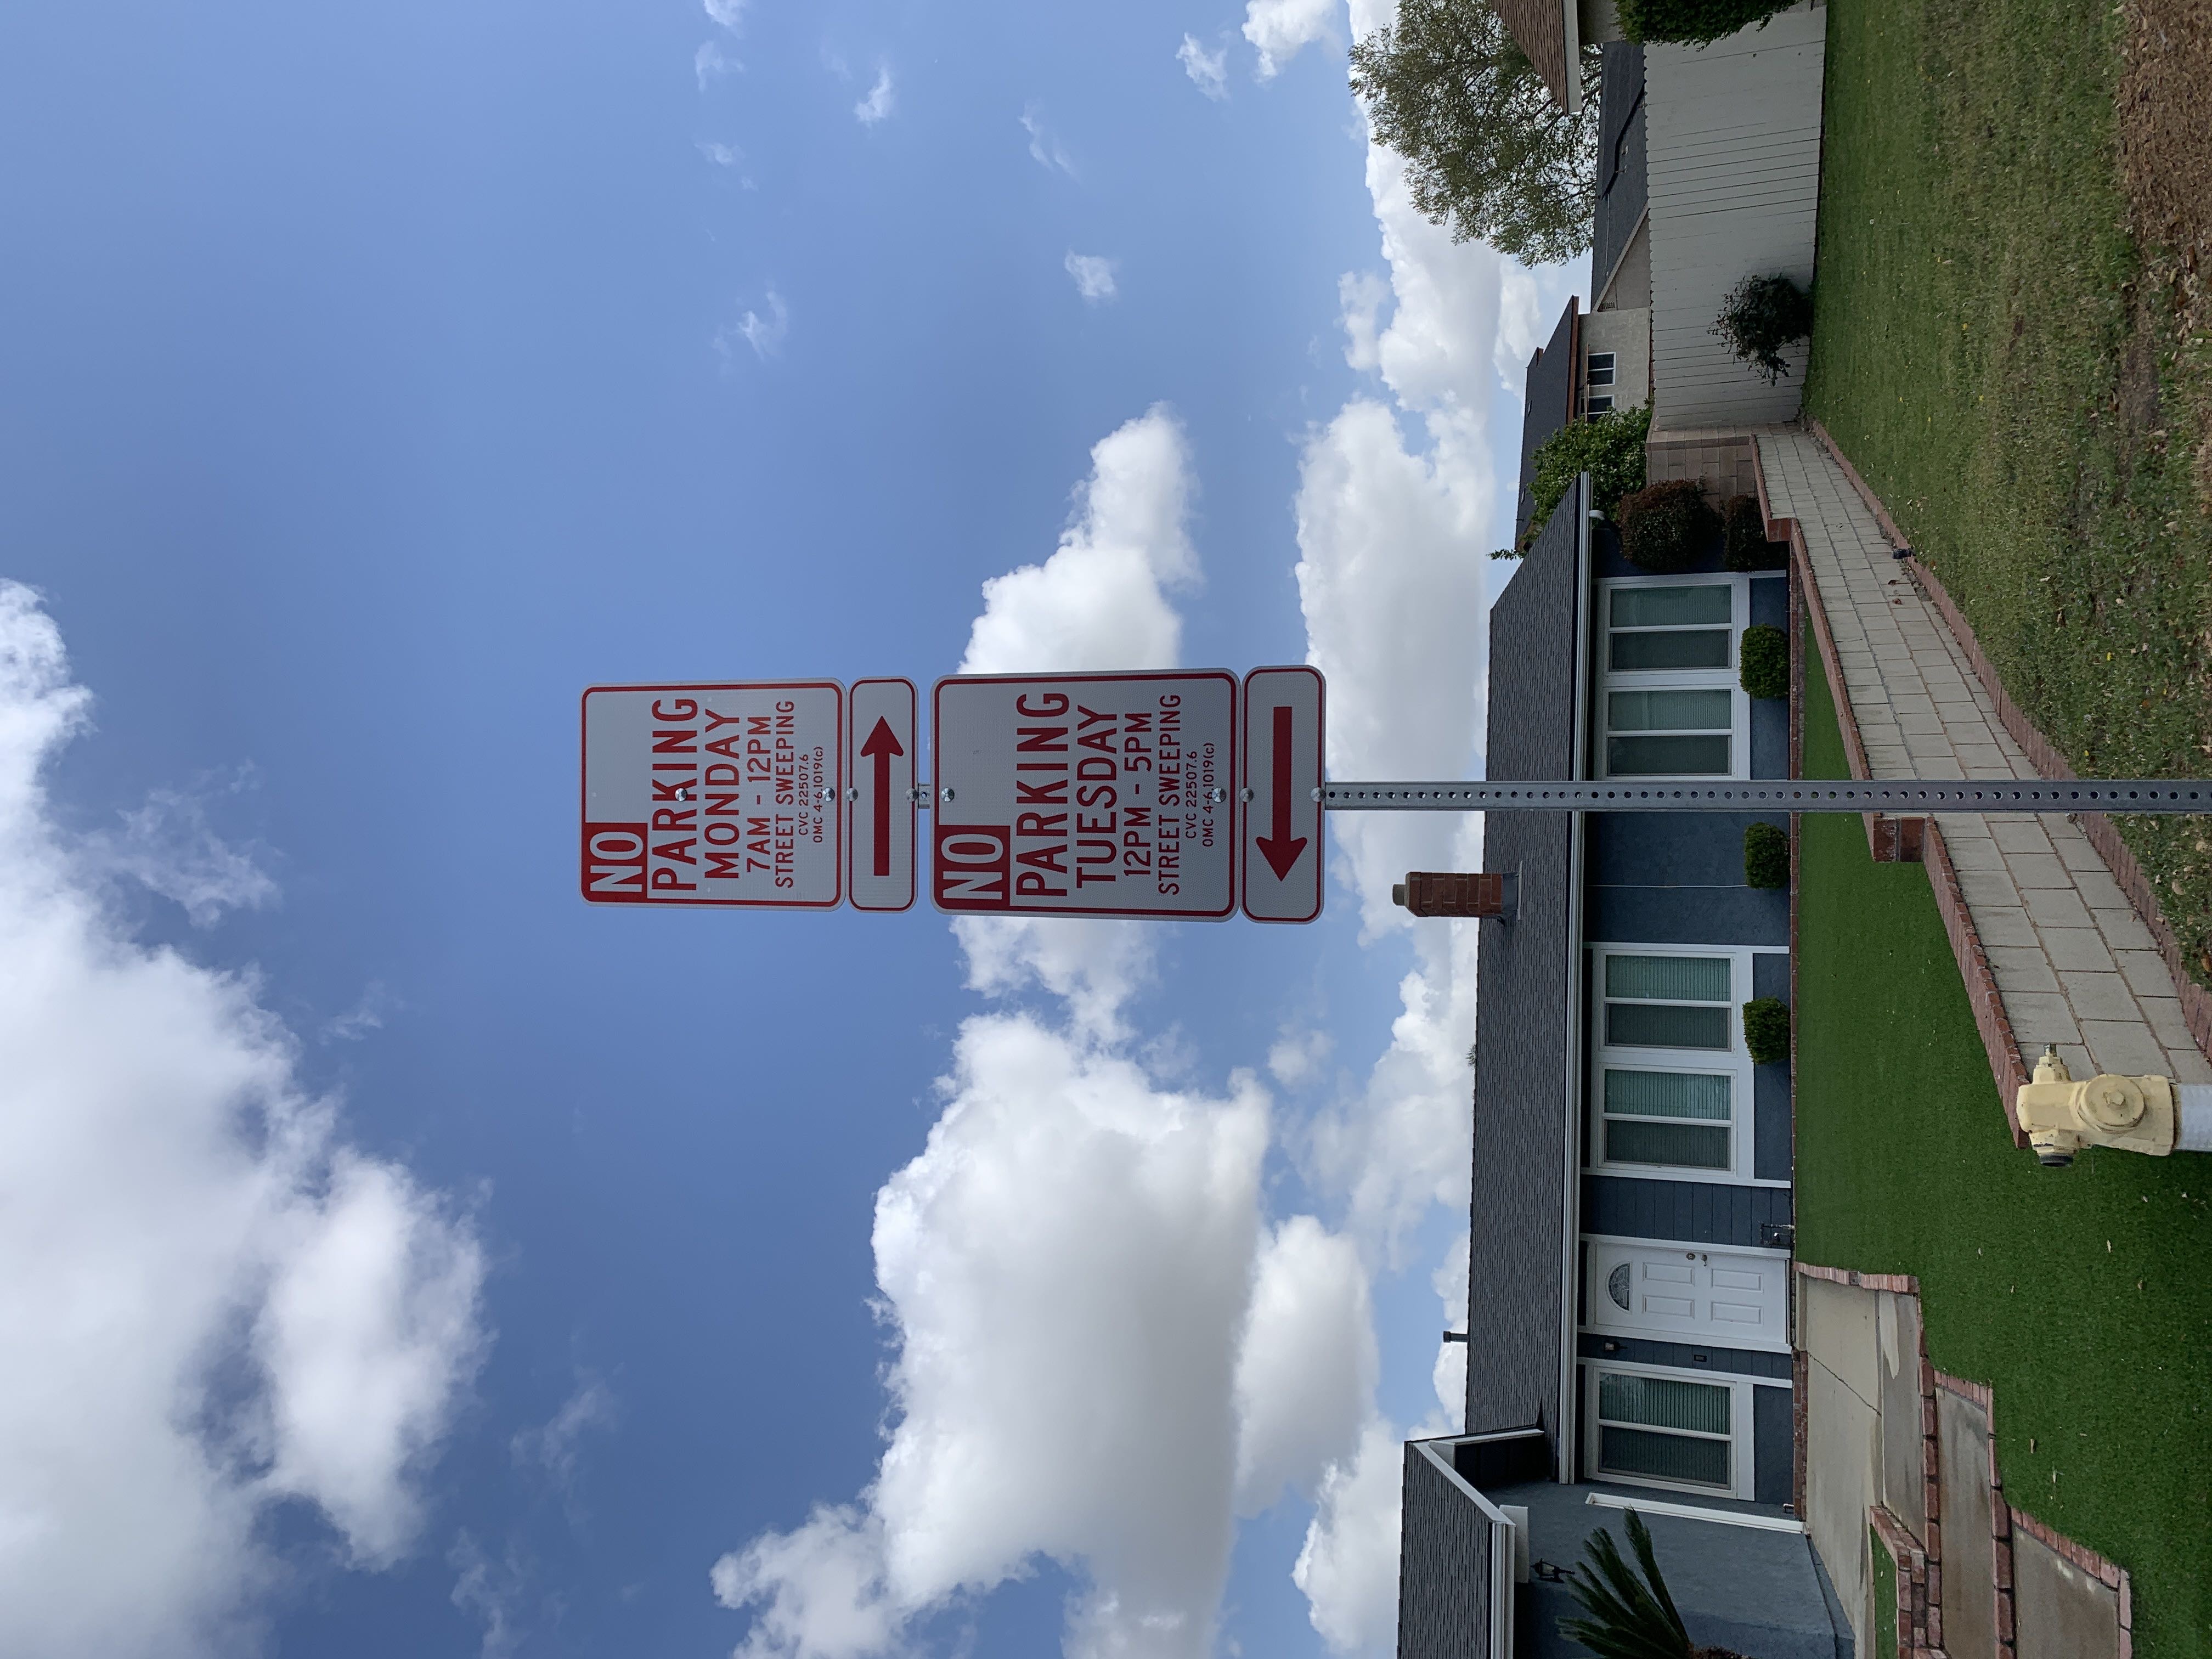 NO
PARKING
MONDAY
7AM - 12PM
STREET SWEEPING
CVC 22507.6
OMC 4-6.1019(c)
NO
PARKING
TUESDAY
12PM - 5PM
STREET SWEEPING
CVC 22507.6
OMC 4-6.1019(c)